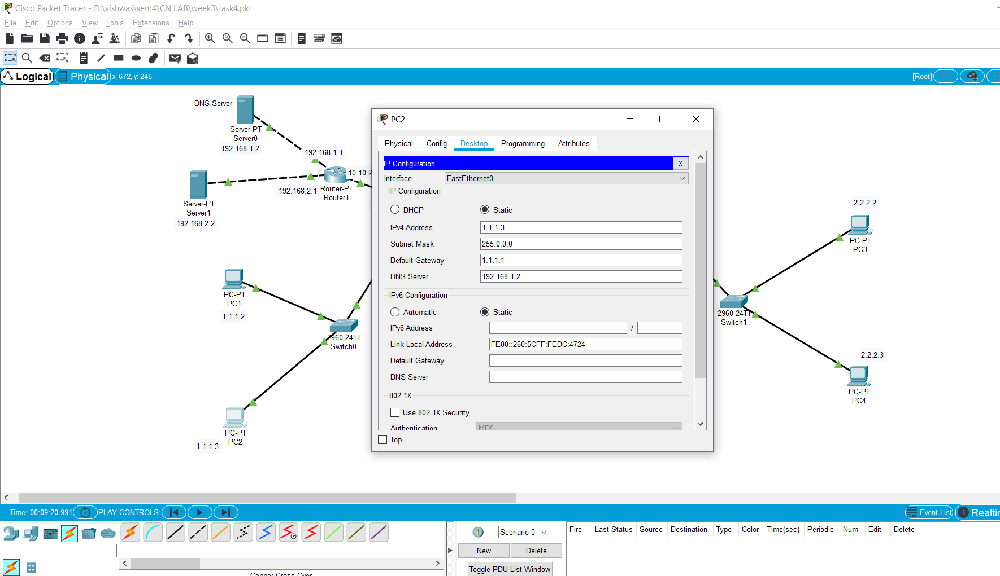 Cisco Packet Tracer - D:\vishwas\sem4\CN LAB\week3\task4.pkt
File Edit Options View Tools Extensions Help
Logical Physical x: 672, y: 246 [Root]
DNS Server
Server-PT
Server0
192.168.1.2
192.168.1.1
10.10.2
Router-PT
Router1
192.168.2.1
Server-PT
Server1
192.168.2.2
PC-PT
PC1
1.1.1.2
2960-24TT
Switch0
PC-PT
PC2
1.1.1.3
PC2
Physical Config Desktop Programming Attributes
IP Configuration X
Interface FastEthernet0
IP Configuration
DHCP Static
IPv4 Address 1.1.1.3
Subnet Mask 255.0.0.0
Default Gateway 1.1.1.1
DNS Server 192.168.1.2
IPv6 Configuration
Automatic Static
IPv6 Address /
Link Local Address FE80::260:5CFF:FEDC:4724
Default Gateway
DNS Server
802.1X
Use 802.1X Security
Authentication MD5
Top
2.2.2.2
PC-PT
PC3
2960-24TT
Switch1
2.2.2.3
PC-PT
PC4
Time: 00:09:20.991 PLAY CONTROLS: Event List Realtim
Scenario 0
New Delete
Toggle PDU List Window
Fire Last Status Source Destination Type Color Time(sec) Periodic Num Edit Delete
Copper Cross-Over